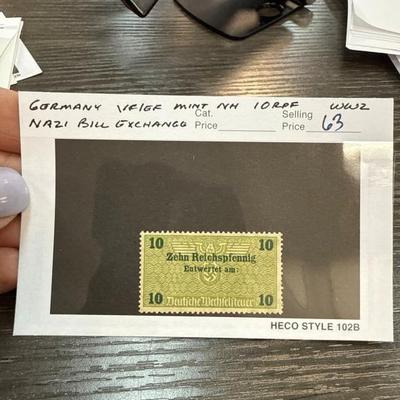 GERMANY VF/EF MINT NH 10RPF WW2
NAZI BILL EXCHANGE Cat. Price Selling Price 63
10 10
Zehn Reichspfennig
Entwertet am:
10 Deutsche Wechselsteuer 10
HECO STYLE 102B